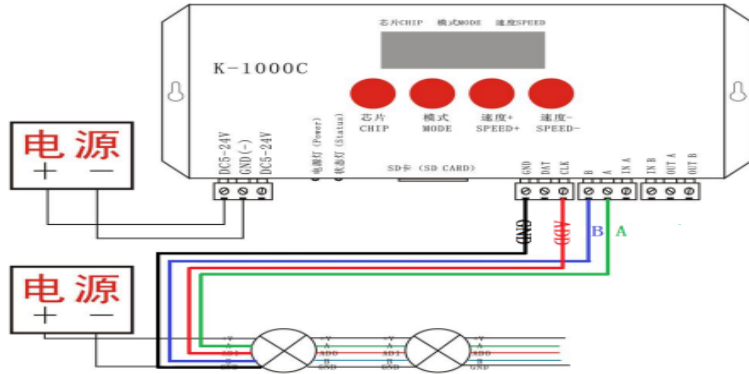 芯片CHIP 模式MODE 速度SPEED
K-1000C
芯片
CHIP
模式
MODE
速度+
SPEED+
速度-
SPEED-
DC5-24V
GND(-)
DC5-24V
电源灯(Power)
状态灯(Status)
SD卡 (SD CARD)
GND
DAT
CLK
B
A
IN A
IN B
OUT A
OUT B
电源
+ −
GND
ADD
B
A
电源
+ −
+V +V +V +V
A A A A
ADI ADO ADI ADO
B B B B
GND GND GND GND